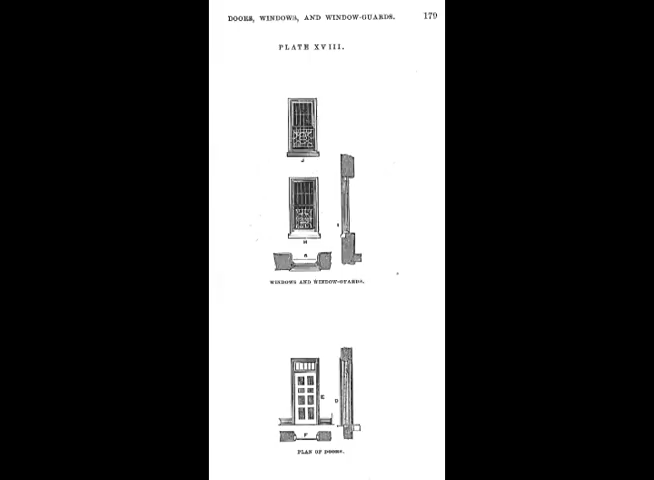 DOORS, WINDOWS, AND WINDOW-GUARDS. 179
PLATE XVIII.
J
I
H
R
WINDOWS AND WINDOW-GUARDS.
E
D
F
PLAN OF DOORS.